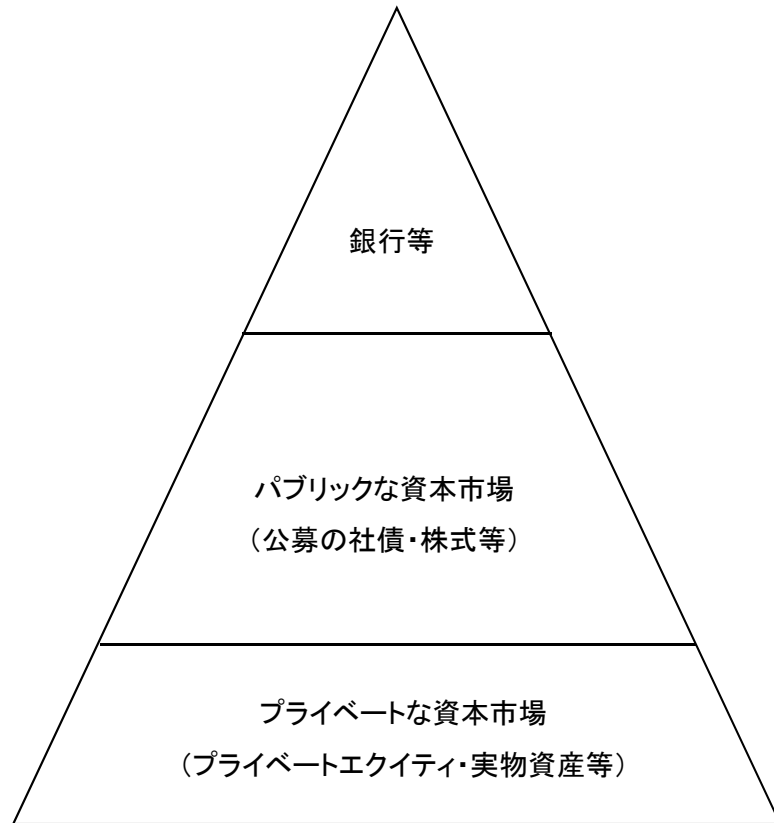 銀行等
パブリックな資本市場
（公募の社債・株式等）
プライベートな資本市場
（プライベートエクイティ・実物資産等）